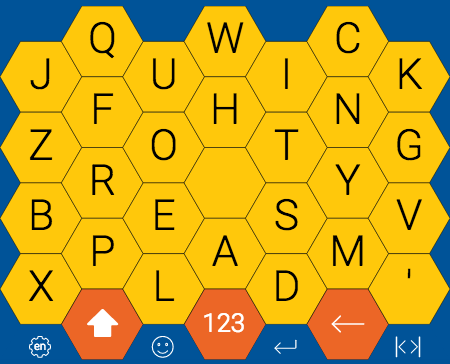 Q W C
J U I K
F H N
Z O T G
R Y
B E S V
P A M
X L D '
123
en